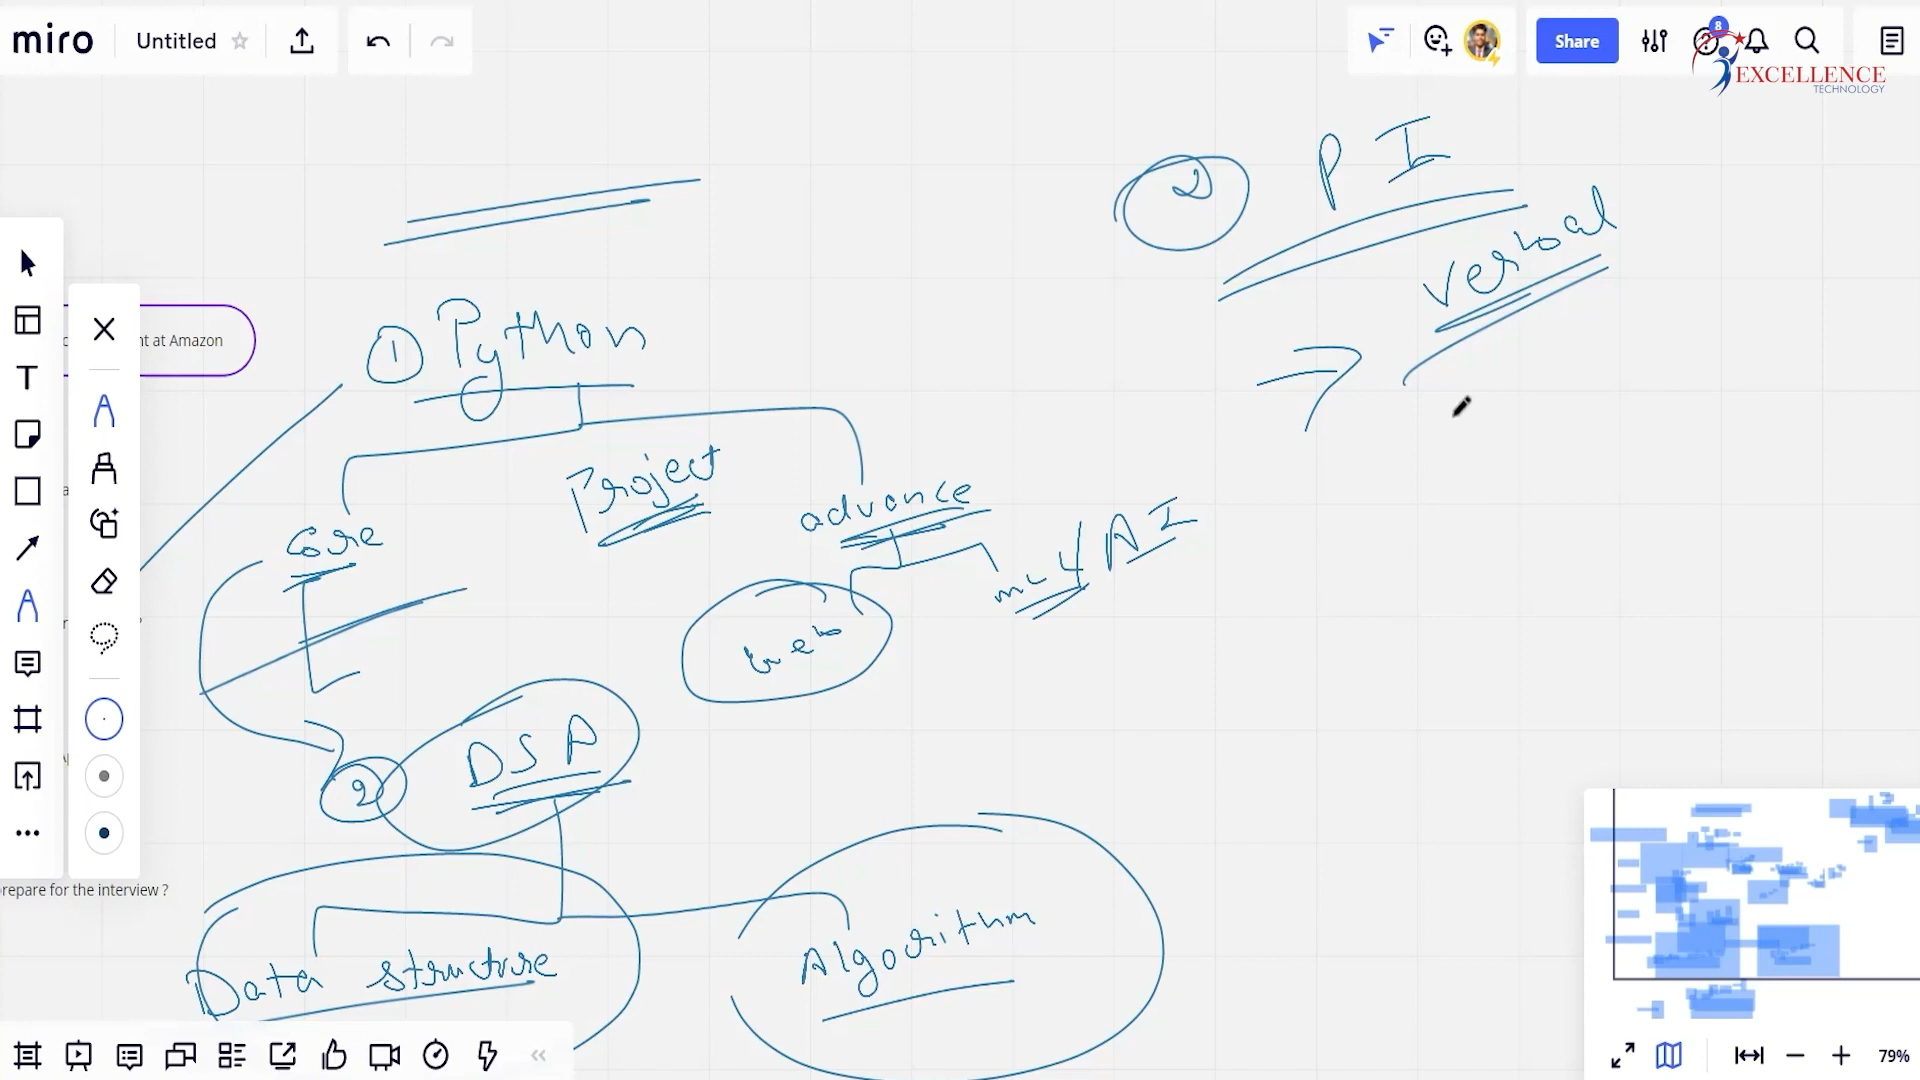 miro
Untitled
Share
8
EXCELLENCE
TECHNOLOGY
2 P I
verbal
nt at Amazon
1 Python
Project
advance
Core
ML / AI
web
2 DSA
repare for the interview ?
Data structure
Algorithm
79%